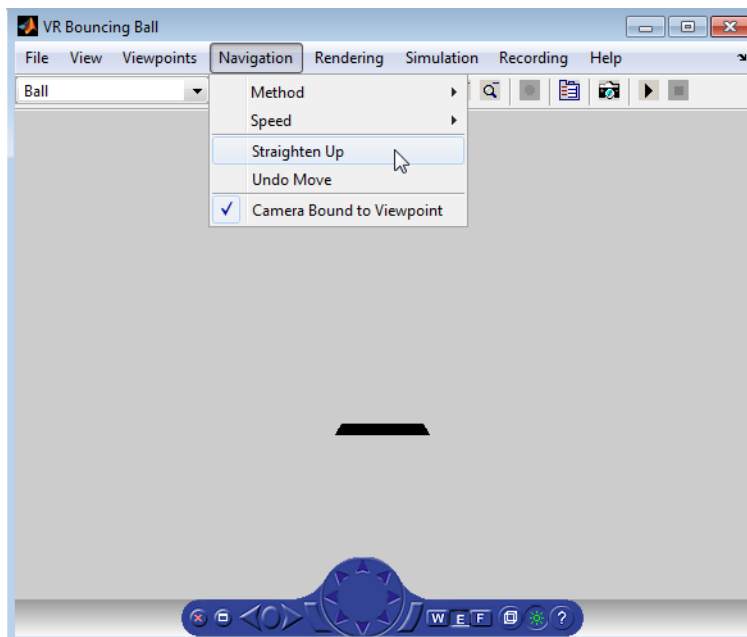 VR Bouncing Ball
File View Viewpoints Navigation Rendering Simulation Recording Help
Ball
Method
Speed
Straighten Up
Undo Move
Camera Bound to Viewpoint
W E F ?